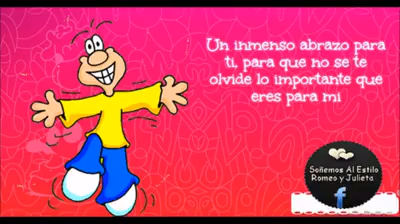 Un inmenso abrazo para
ti, para que no se te
olvide lo importante que
eres para mi
Soñemos Al Estilo
Romeo y Julieta
f